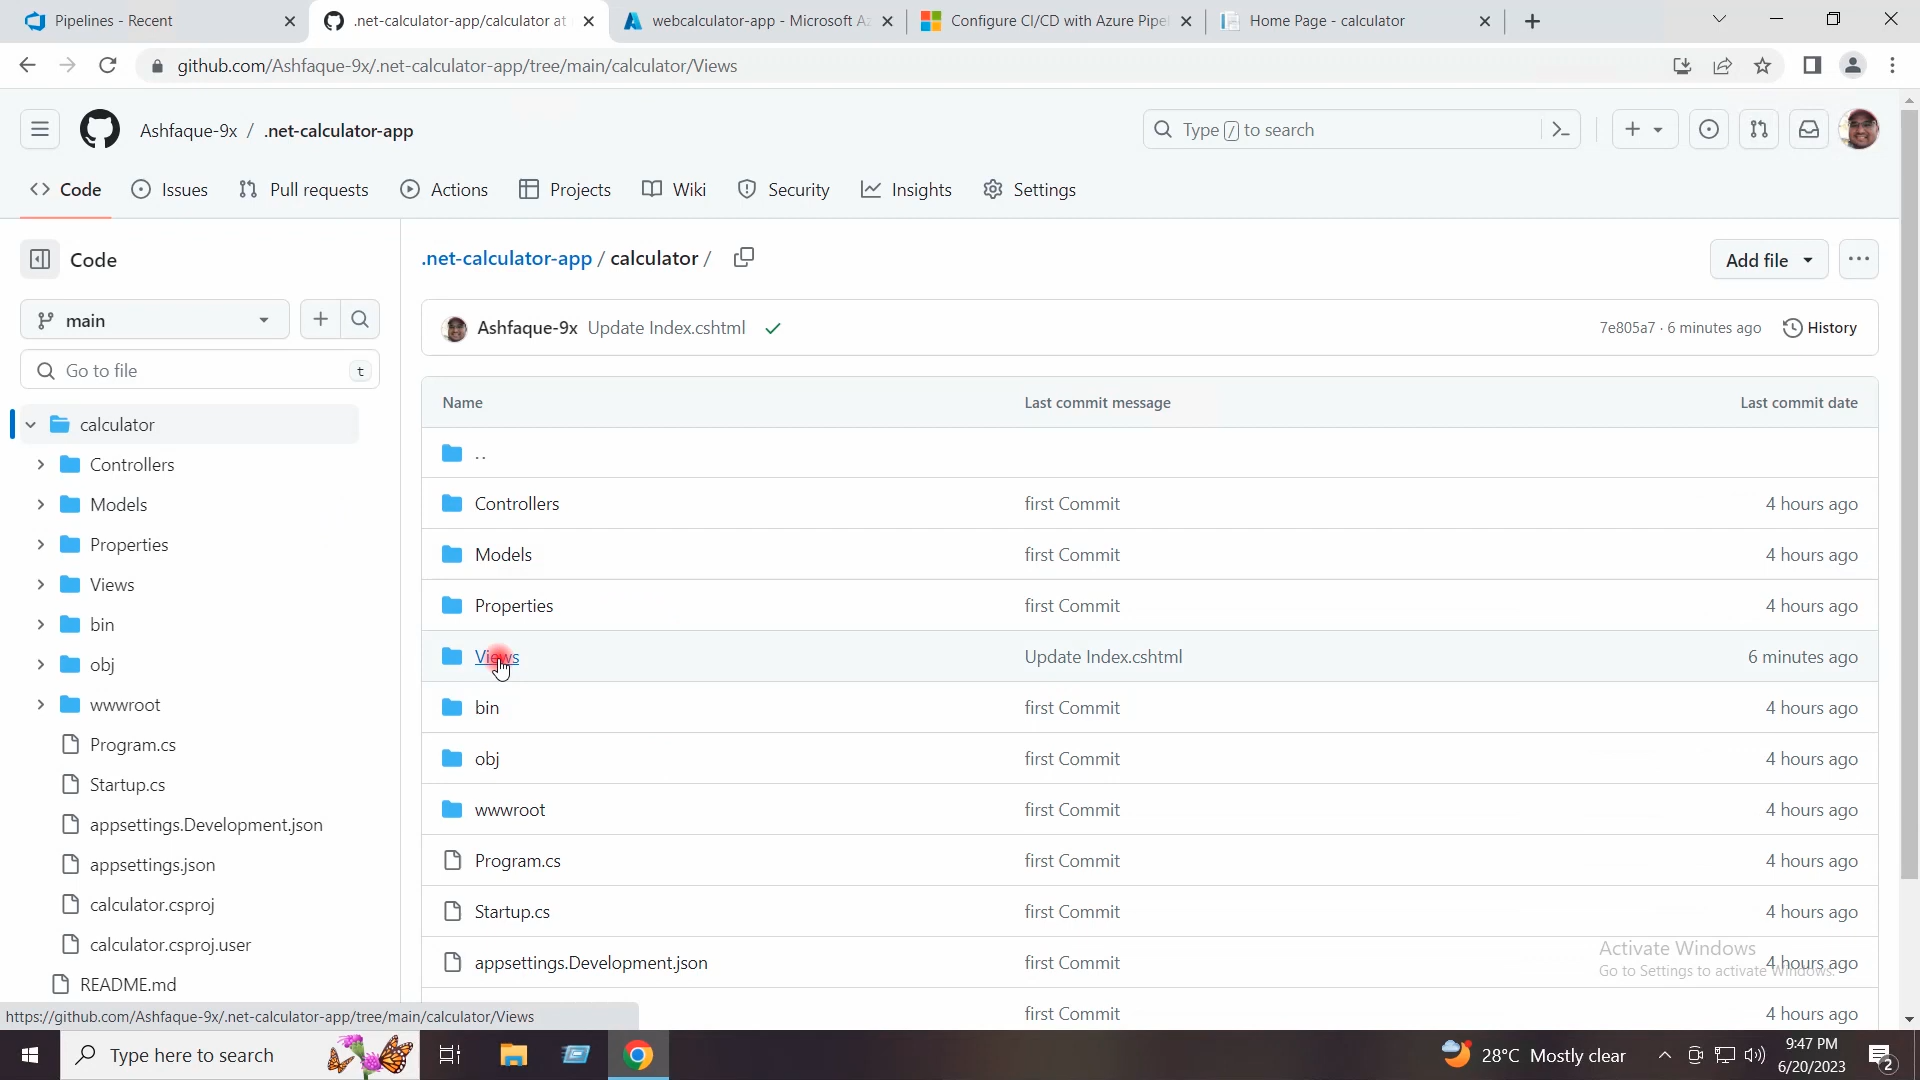 Pipelines - Recent
.net-calculator-app/calculator at
webcalculator-app - Microsoft Az
Configure CI/CD with Azure Pipel
Home Page - calculator
github.com/Ashfaque-9x/.net-calculator-app/tree/main/calculator/Views
Ashfaque-9x / .net-calculator-app
Type / to search
Code
Issues
Pull requests
Actions
Projects
Wiki
Security
Insights
Settings
Code
main
Go to file
t
calculator
Controllers
Models
Properties
Views
bin
obj
wwwroot
Program.cs
Startup.cs
appsettings.Development.json
appsettings.json
calculator.csproj
calculator.csproj.user
README.md
.net-calculator-app / calculator /
Add file
Ashfaque-9x Update Index.cshtml
7e805a7 · 6 minutes ago
History
Name Last commit message Last commit date
..
Controllers first Commit 4 hours ago
Models first Commit 4 hours ago
Properties first Commit 4 hours ago
Views Update Index.cshtml 6 minutes ago
bin first Commit 4 hours ago
obj first Commit 4 hours ago
wwwroot first Commit 4 hours ago
Program.cs first Commit 4 hours ago
Startup.cs first Commit 4 hours ago
appsettings.Development.json first Commit 4 hours ago
first Commit 4 hours ago
Activate Windows
Go to Settings to activate Windows.
https://github.com/Ashfaque-9x/.net-calculator-app/tree/main/calculator/Views
Type here to search
28°C Mostly clear
9:47 PM
6/20/2023
2